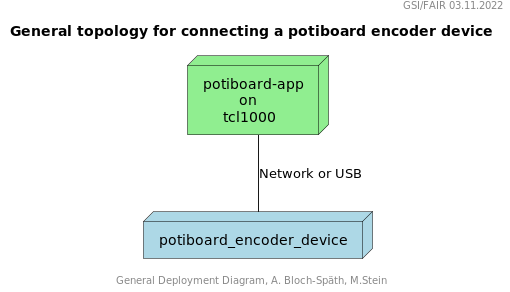 GSI/FAIR 03.11.2022
General topology for connecting a potiboard encoder device
potiboard-app
on
tcl1000
Network or USB
potiboard_encoder_device
General Deployment Diagram, A. Bloch-Späth, M.Stein